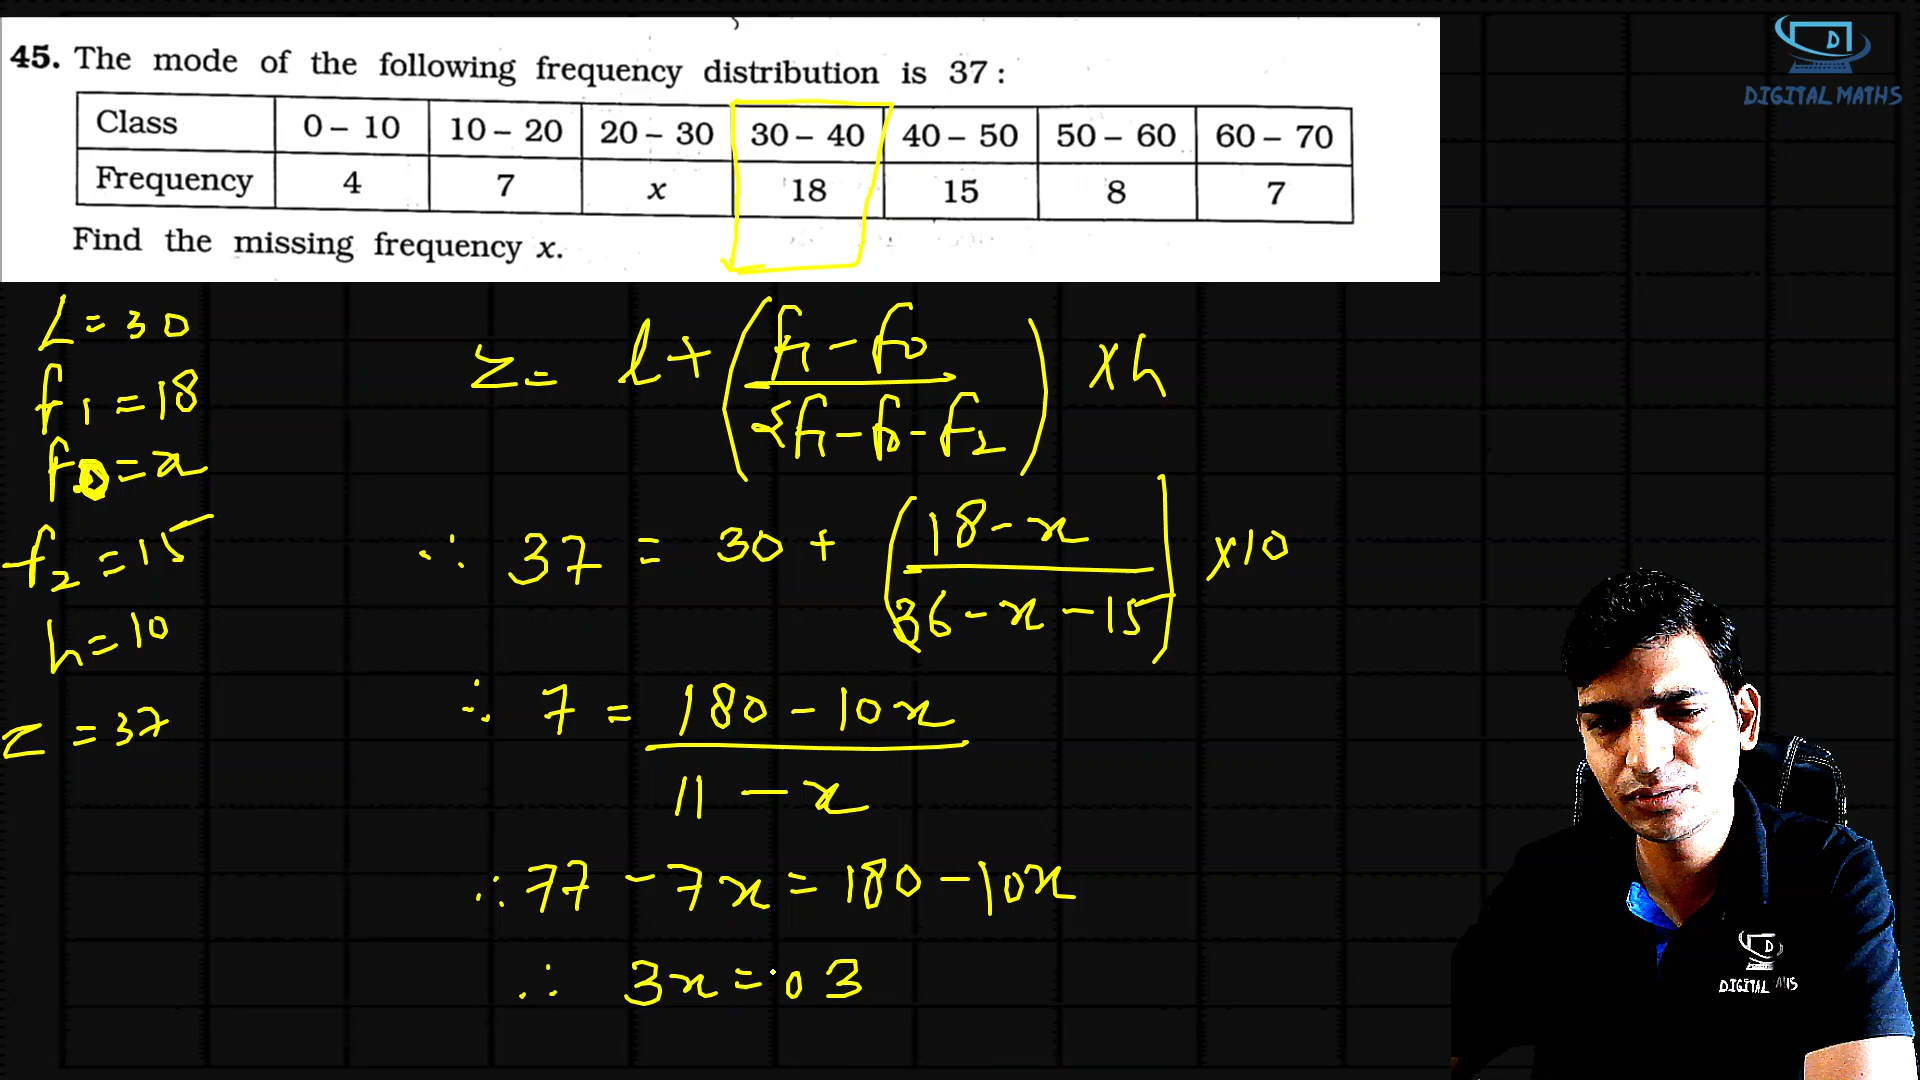 45. The mode of the following frequency distribution is 37 :
Class 0 – 10 10 – 20 20 – 30 30 – 40 40 – 50 50 – 60 60 – 70
Frequency 4 7 x 18 15 8 7
Find the missing frequency x.
DIGITAL MATHS
L = 30
f1 = 18
f0 = x
f2 = 15
h = 10
Z = 37
Z = l + (f1 – f0 / 2f1 – f0 – f2) × h
∴ 37 = 30 + (18 – x / 36 – x – 15) × 10
∴ 7 = 180 – 10x / 11 – x
∴ 77 – 7x = 180 – 10x
∴ 3x = 03
D
DIGITAL